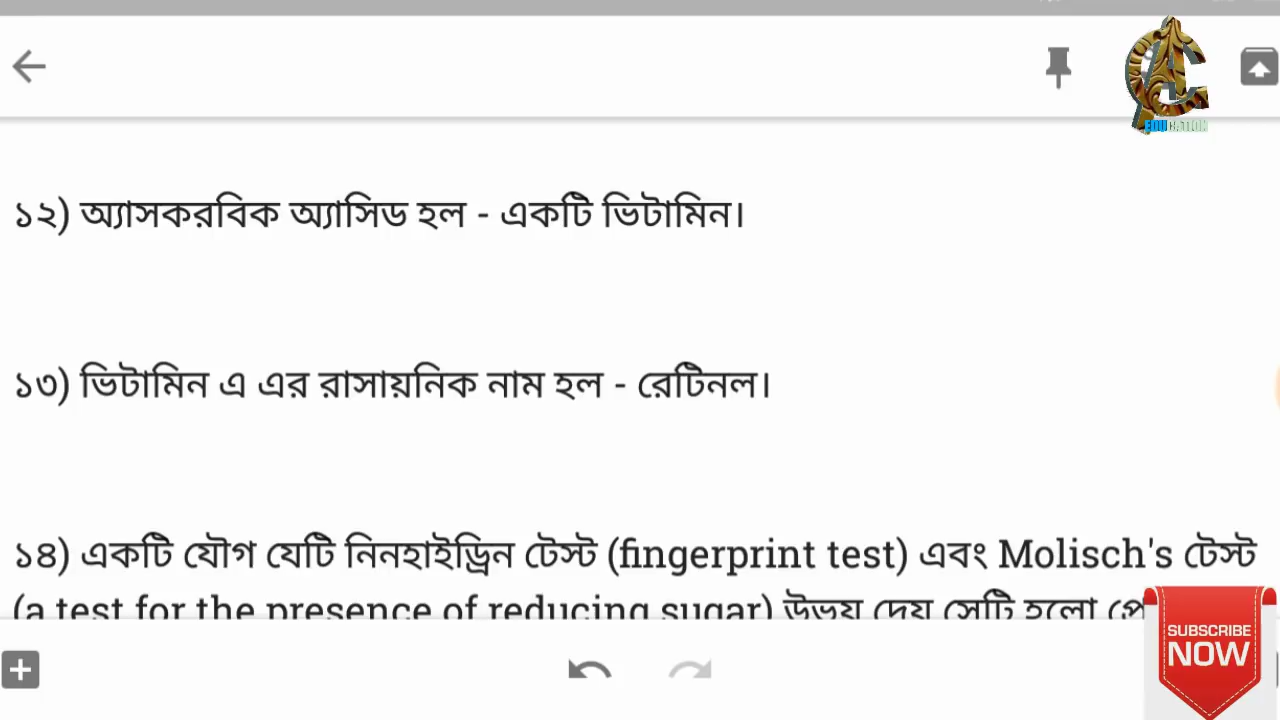 EDUCATION
১২) অ্যাসকরবিক অ্যাসিড হল - একটি ভিটামিন।
১৩) ভিটামিন এ এর রাসায়নিক নাম হল - রেটিনল।
১৪) একটি যৌগ যেটি নিনহাইড্রিন টেস্ট (fingerprint test) এবং Molisch's টেস্ট
(a test for the presence of reducing sugar) উভয় দেয় সেটি হলো
SUBSCRIBE
NOW